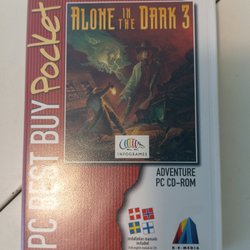 PC BEST BUY Pocket
ALONE IN THE DARK 3
INFOGRAMES
ADVENTURE
PC CD-ROM